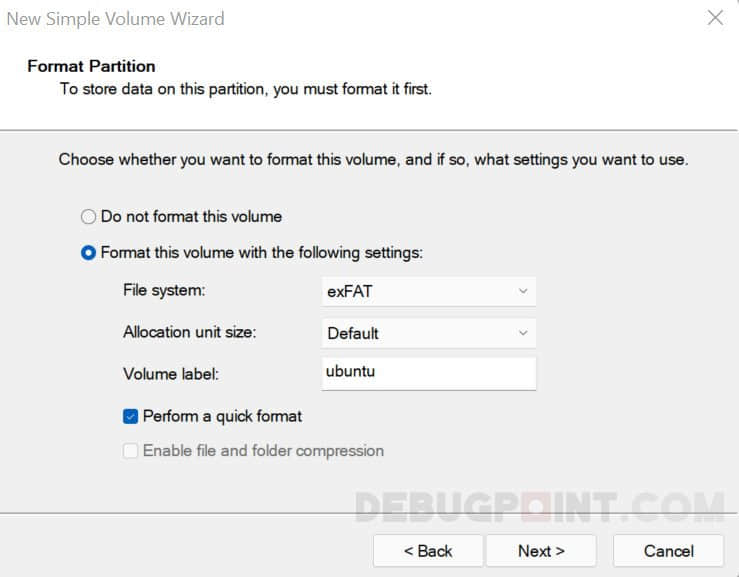 New Simple Volume Wizard
Format Partition
To store data on this partition, you must format it first.
Choose whether you want to format this volume, and if so, what settings you want to use.
Do not format this volume
Format this volume with the following settings:
File system: exFAT
Allocation unit size: Default
Volume label: ubuntu
Perform a quick format
Enable file and folder compression
DEBUGPOINT.COM
< Back Next > Cancel